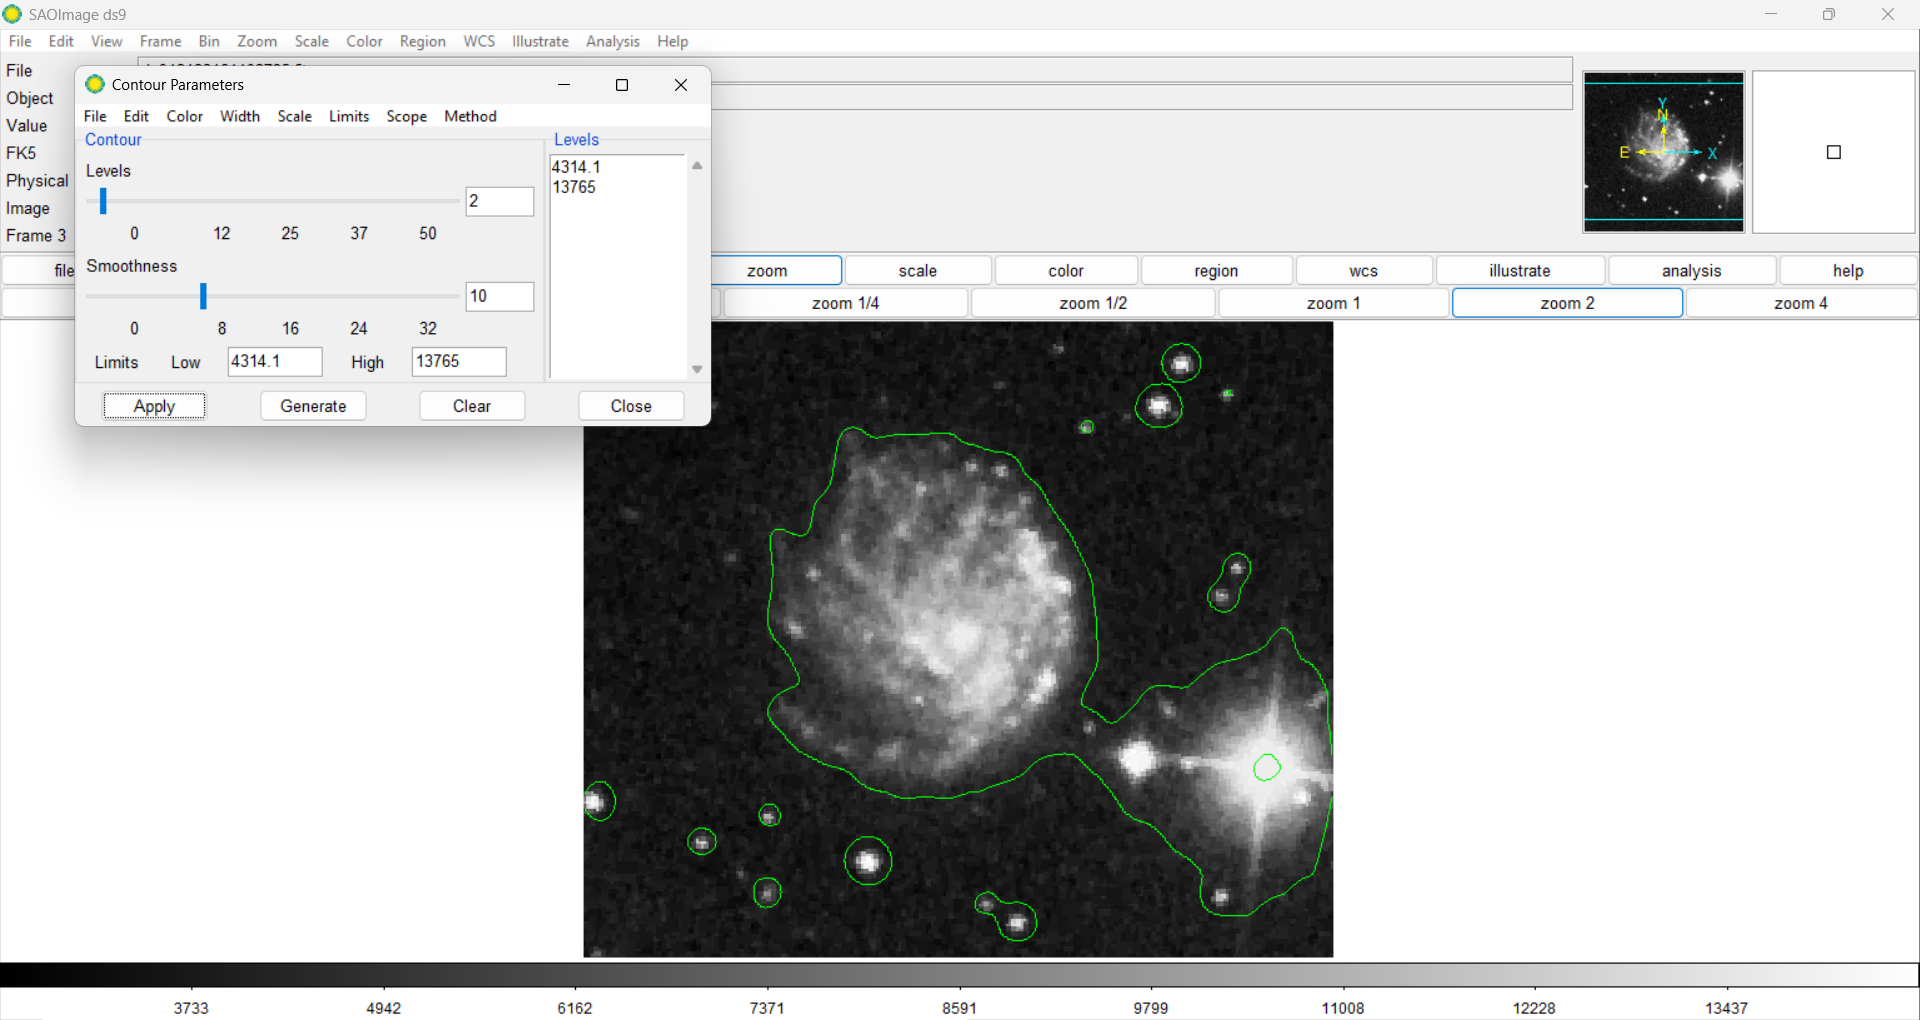 SAOImage ds9
File Edit View Frame Bin Zoom Scale Color Region WCS Illustrate Analysis Help
File
Object
Value
FK5
Physical
Image
Frame 3
Contour Parameters
File Edit Color Width Scale Limits Scope Method
Contour
Levels
2
0 12 25 37 50
Smoothness
10
0 8 16 24 32
Limits Low 4314.1 High 13765
Levels
4314.1
13765
Apply Generate Clear Close
Y
N
E X
file zoom scale color region wcs illustrate analysis help
zoom 1/4 zoom 1/2 zoom 1 zoom 2 zoom 4
3733 4942 6162 7371 8591 9799 11008 12228 13437